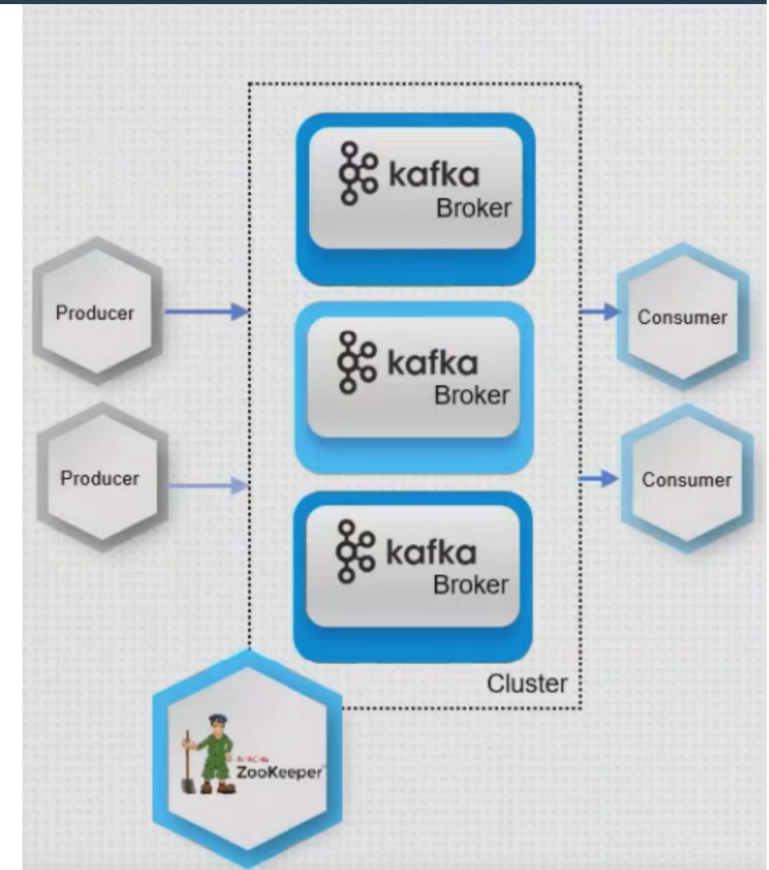 kafka
Broker
Producer
Consumer
kafka
Broker
Producer
Consumer
kafka
Broker
Cluster
ZooKeeper